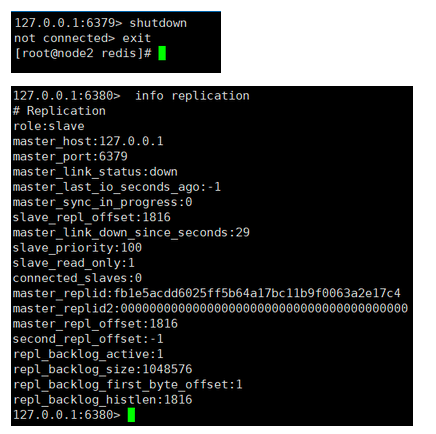 127.0.0.1:6379> shutdown
not connected> exit
[root@node2 redis]#
127.0.0.1:6380>  info replication
# Replication
role:slave
master_host:127.0.0.1
master_port:6379
master_link_status:down
master_last_io_seconds_ago:-1
master_sync_in_progress:0
slave_repl_offset:1816
master_link_down_since_seconds:29
slave_priority:100
slave_read_only:1
connected_slaves:0
master_replid:fb1e5acdd6025ff5b64a17bc11b9f0063a2e17c4
master_replid2:0000000000000000000000000000000000000000
master_repl_offset:1816
second_repl_offset:-1
repl_backlog_active:1
repl_backlog_size:1048576
repl_backlog_first_byte_offset:1
repl_backlog_histlen:1816
127.0.0.1:6380>